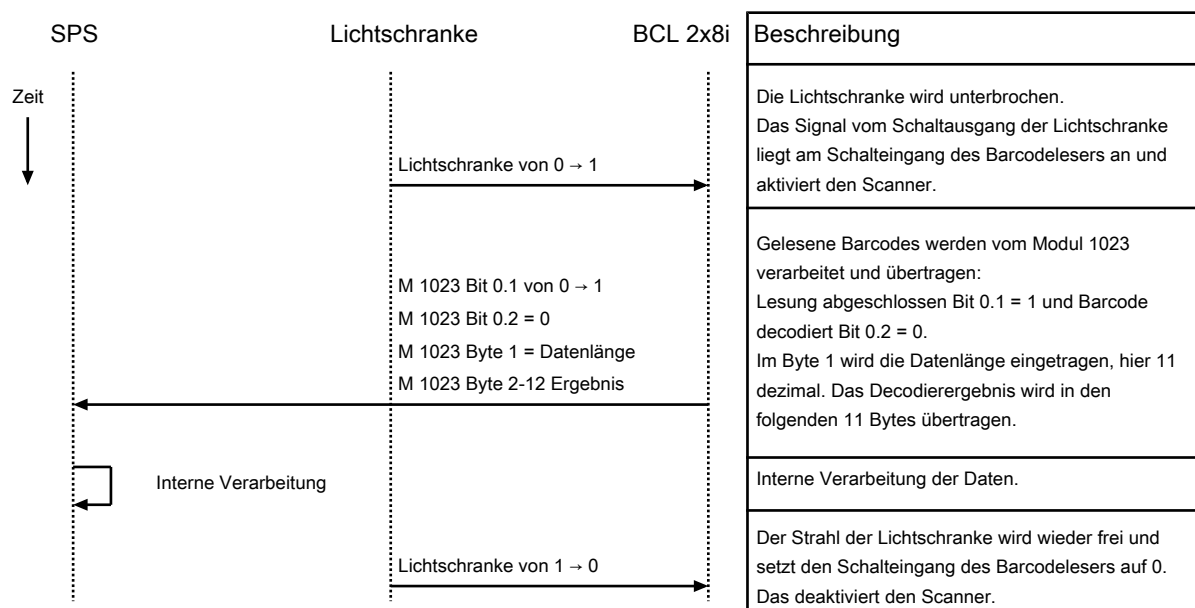 SPS
Lichtschranke
BCL 2x8i
Beschreibung
Zeit
Die Lichtschranke wird unterbrochen.
Das Signal vom Schaltausgang der Lichtschranke
liegt am Schalteingang des Barcodelesers an und
aktiviert den Scanner.
Lichtschranke von 0 → 1
Gelesene Barcodes werden vom Modul 1023
verarbeitet und übertragen:
Lesung abgeschlossen Bit 0.1 = 1 und Barcode
decodiert Bit 0.2 = 0.
Im Byte 1 wird die Datenlänge eingetragen, hier 11
dezimal. Das Decodierergebnis wird in den
folgenden 11 Bytes übertragen.
M 1023 Bit 0.1 von 0 → 1
M 1023 Bit 0.2 = 0
M 1023 Byte 1 = Datenlänge
M 1023 Byte 2-12 Ergebnis
Interne Verarbeitung
Interne Verarbeitung der Daten.
Lichtschranke von 1 → 0
Der Strahl der Lichtschranke wird wieder frei und
setzt den Schalteingang des Barcodelesers auf 0.
Das deaktiviert den Scanner.